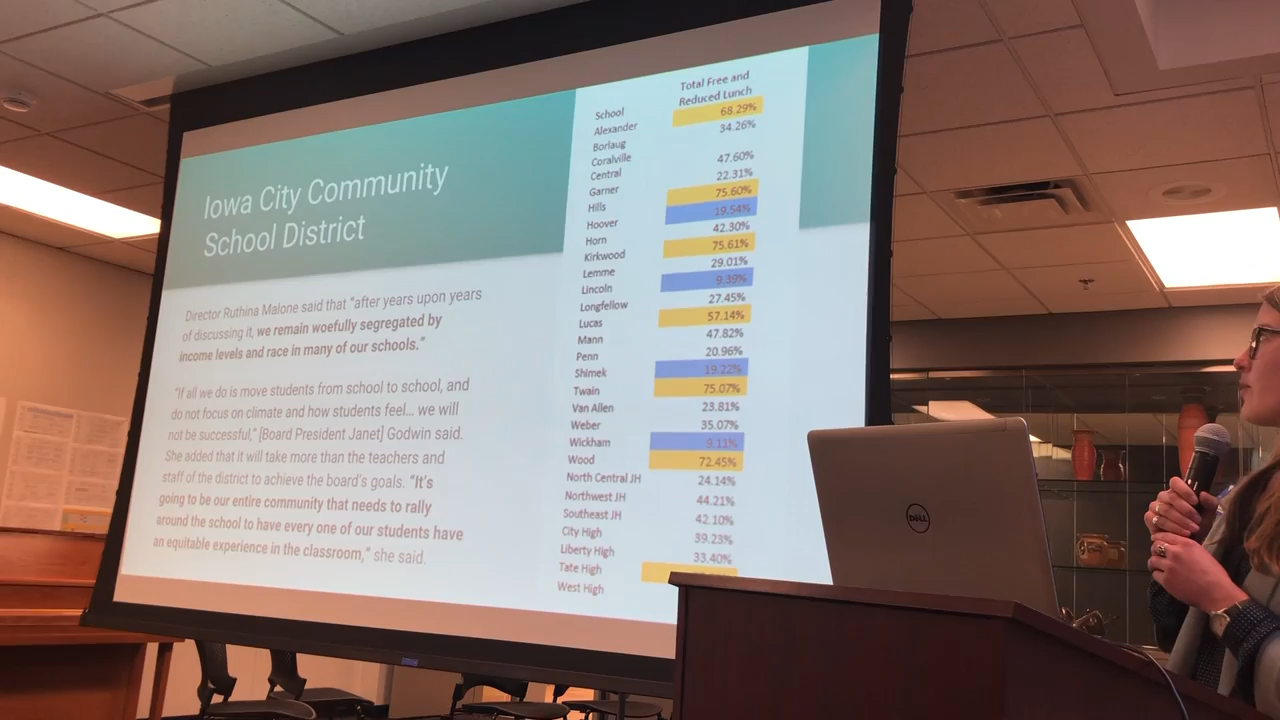 Iowa City Community
School District
Director Ruthina Malone said that "after years upon years
of discussing it, we remain woefully segregated by
income levels and race in many of our schools."
"If all we do is move students from school to school, and
do not focus on climate and how students feel... we will
not be successful," [Board President Janet] Godwin said.
She added that it will take more than the teachers and
staff of the district to achieve the board's goals. "It's
going to be our entire community that needs to rally
around the school to have every one of our students have
an equitable experience in the classroom," she said.
Total Free and
School Reduced Lunch
Alexander 68.29%
Borlaug 34.26%
Coralville
Central 47.60%
Garner 22.31%
Hills 75.60%
Hoover 19.54%
Horn 42.30%
Kirkwood 75.61%
Lemme 29.01%
Lincoln 9.39%
Longfellow 27.45%
Lucas 57.14%
Mann 47.82%
Penn 20.96%
Shimek 19.22%
Twain 75.07%
Van Allen 23.81%
Weber 35.07%
Wickham 9.11%
Wood 72.45%
North Central JH 24.14%
Northwest JH 44.21%
Southeast JH 42.10%
City High 39.23%
Liberty High 33.40%
Tate High
West High
DELL